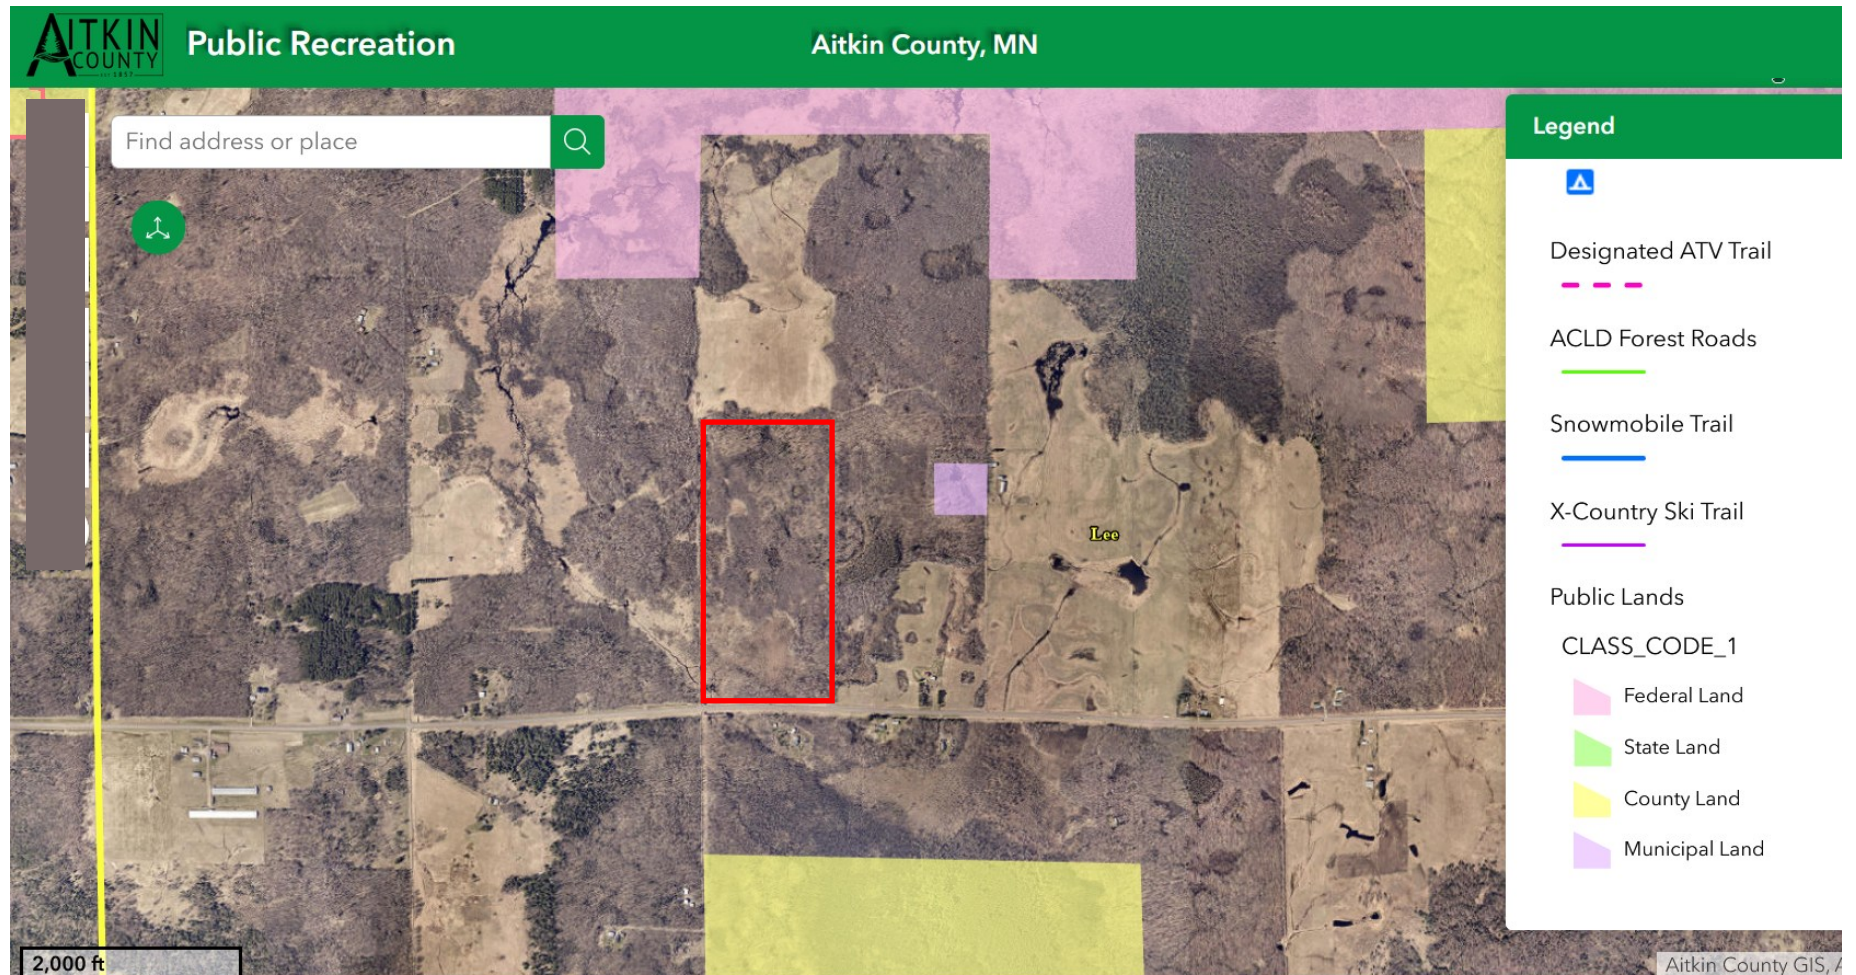 AITKIN
COUNTY
EST 1857
Public Recreation
Aitkin County, MN
Find address or place
Legend
Designated ATV Trail
ACLD Forest Roads
Snowmobile Trail
X-Country Ski Trail
Public Lands
CLASS_CODE_1
Federal Land
State Land
County Land
Municipal Land
Lee
2,000 ft
Aitkin County GIS, A